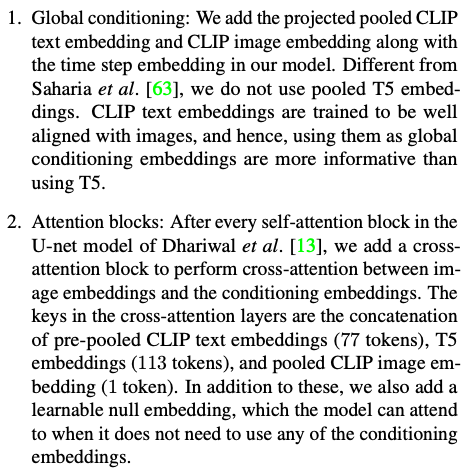 1. Global conditioning: We add the projected pooled CLIP
text embedding and CLIP image embedding along with
the time step embedding in our model. Different from
Saharia et al. [63], we do not use pooled T5 embed-
dings. CLIP text embeddings are trained to be well
aligned with images, and hence, using them as global
conditioning embeddings are more informative than
using T5.
2. Attention blocks: After every self-attention block in the
U-net model of Dhariwal et al. [13], we add a cross-
attention block to perform cross-attention between im-
age embeddings and the conditioning embeddings. The
keys in the cross-attention layers are the concatenation
of pre-pooled CLIP text embeddings (77 tokens), T5
embeddings (113 tokens), and pooled CLIP image em-
bedding (1 token). In addition to these, we also add a
learnable null embedding, which the model can attend
to when it does not need to use any of the conditioning
embeddings.